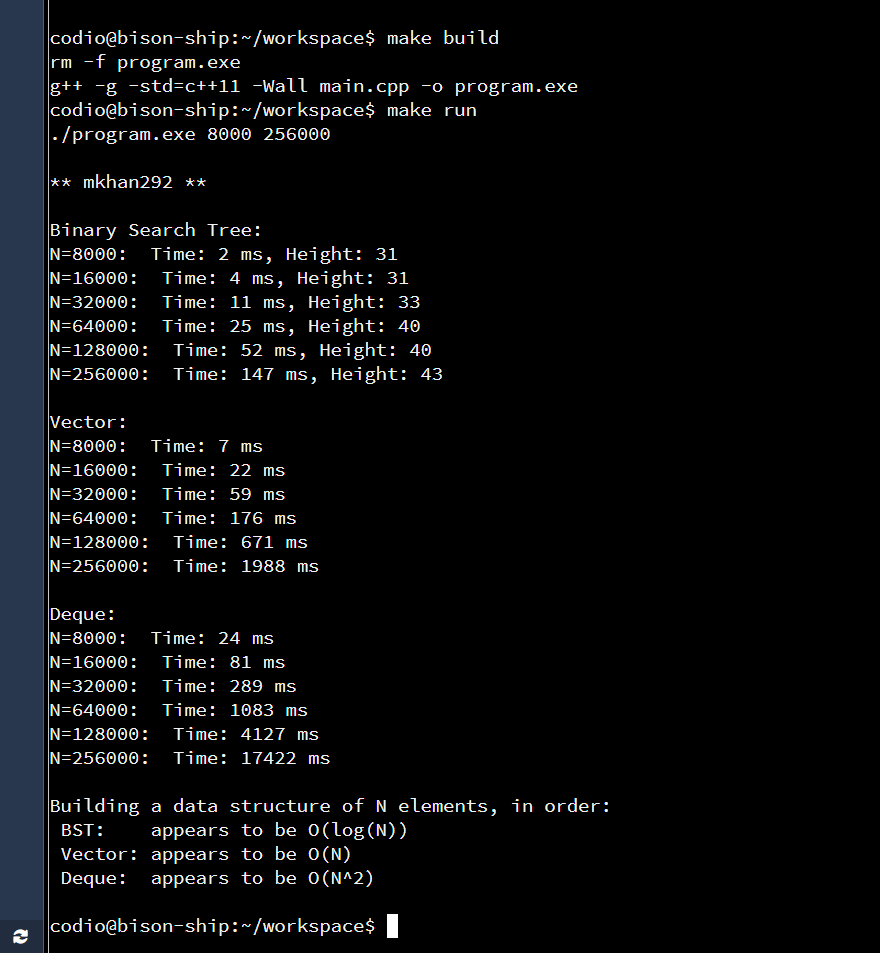 codio@bison-ship:~/workspace$ make build
rm -f program.exe
g++ -g -std=c++11 -Wall main.cpp -o program.exe
codio@bison-ship:~/workspace$ make run
./program.exe 8000 256000
** mkhan292 **
Binary Search Tree:
N=8000:  Time: 2 ms, Height: 31
N=16000:  Time: 4 ms, Height: 31
N=32000:  Time: 11 ms, Height: 33
N=64000:  Time: 25 ms, Height: 40
N=128000:  Time: 52 ms, Height: 40
N=256000:  Time: 147 ms, Height: 43
Vector:
N=8000:  Time: 7 ms
N=16000:  Time: 22 ms
N=32000:  Time: 59 ms
N=64000:  Time: 176 ms
N=128000:  Time: 671 ms
N=256000:  Time: 1988 ms
Deque:
N=8000:  Time: 24 ms
N=16000:  Time: 81 ms
N=32000:  Time: 289 ms
N=64000:  Time: 1083 ms
N=128000:  Time: 4127 ms
N=256000:  Time: 17422 ms
Building a data structure of N elements, in order:
 BST:    appears to be O(log(N))
 Vector: appears to be O(N)
 Deque:  appears to be O(N^2)
codio@bison-ship:~/workspace$